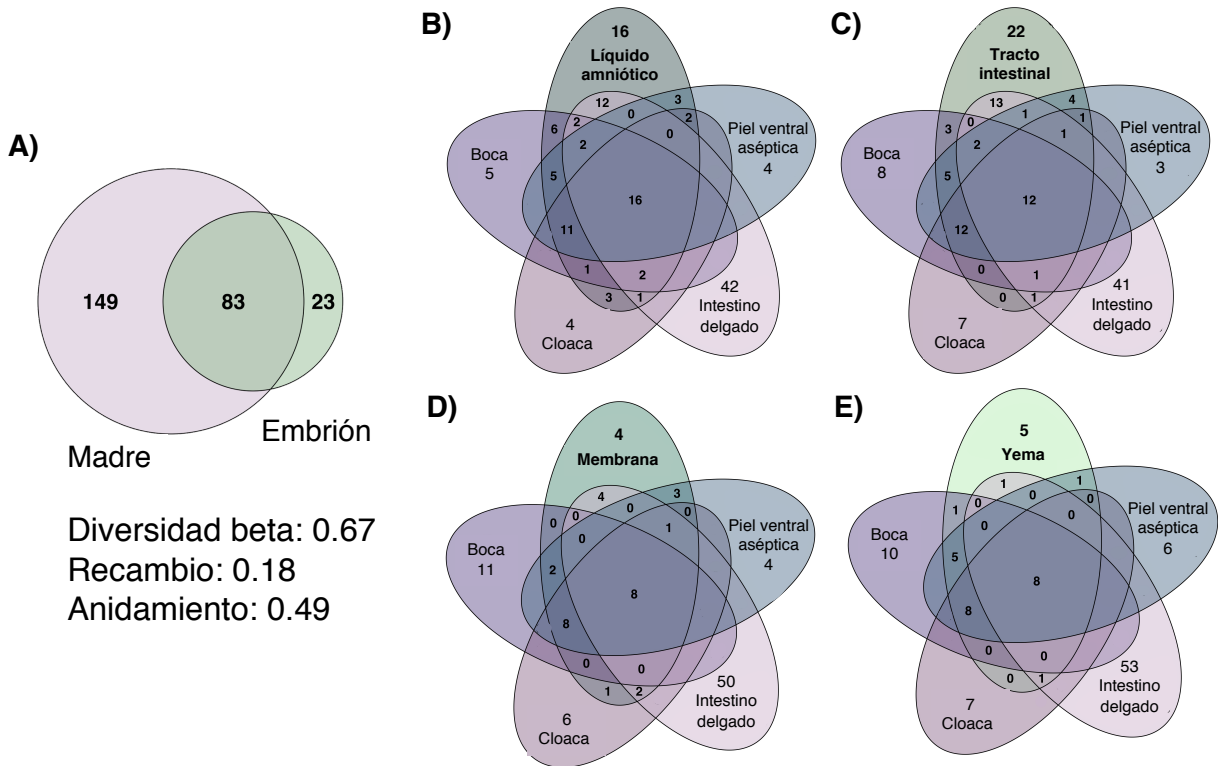 A)
149
83
23
Madre
Embrión
Diversidad beta: 0.67
Recambio: 0.18
Anidamiento: 0.49
B)
16
Líquido
amniótico
12
3
0
2
6
2
0
2
Piel ventral
aséptica
4
Boca
5
5
16
11
1
2
42
Intestino
delgado
3
1
4
Cloaca
C)
22
Tracto
intestinal
13
4
1
1
3
0
1
2
Piel ventral
aséptica
3
Boca
8
5
12
12
0
1
41
Intestino
delgado
0
1
7
Cloaca
D)
4
Membrana
4
3
0
0
0
0
1
0
Piel ventral
aséptica
4
Boca
11
2
8
8
0
0
50
Intestino
delgado
1
2
6
Cloaca
E)
5
Yema
1
1
0
0
1
0
0
0
Piel ventral
aséptica
6
Boca
10
5
8
8
0
0
53
Intestino
delgado
0
1
7
Cloaca